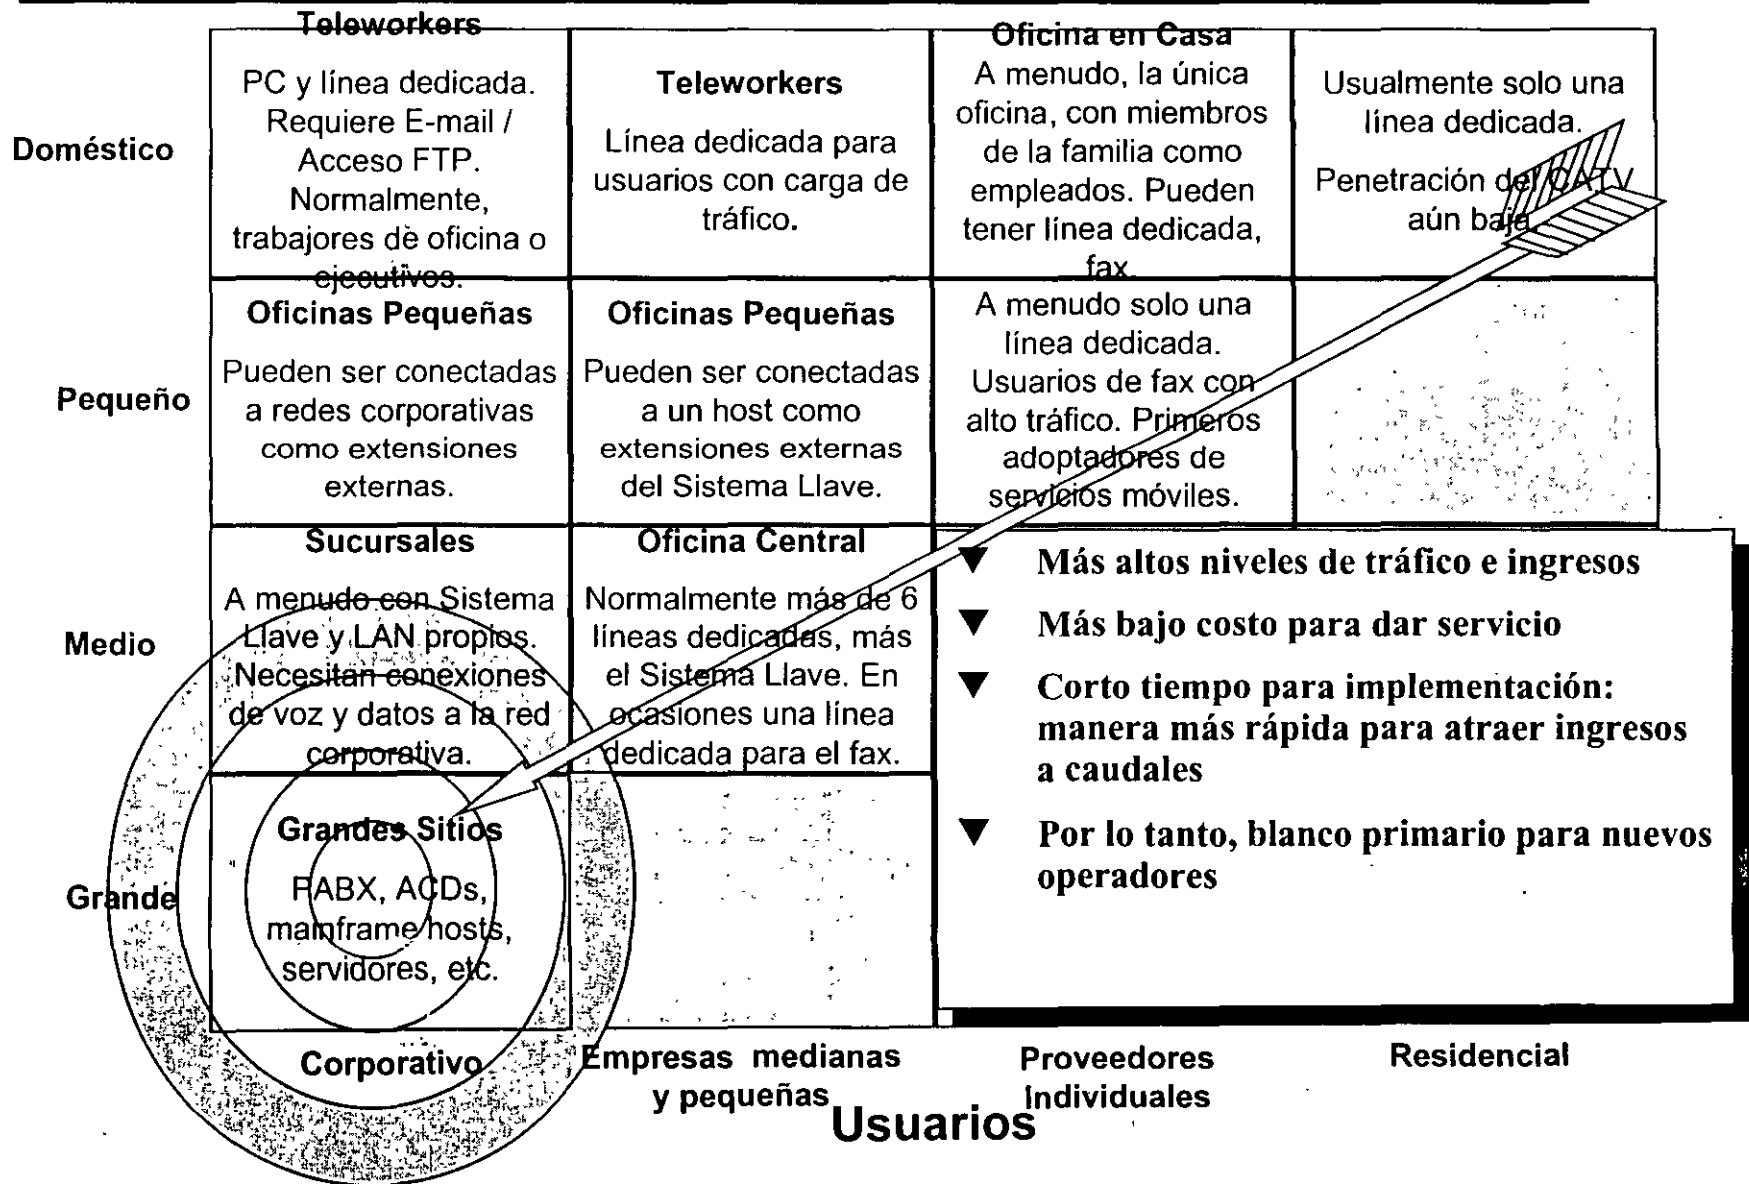 Teleworkers
PC y línea dedicada.
Requiere E-mail /
Acceso FTP.
Normalmente,
trabajadores de oficina o
ejecutivos.
Teleworkers
Línea dedicada para
usuarios con carga de
tráfico.
Oficina en Casa
A menudo, la única
oficina, con miembros
de la familia como
empleados. Pueden
tener línea dedicada,
fax.
Usualmente solo una
línea dedicada.
Penetración del CATV
aún baja
Doméstico
Oficinas Pequeñas
Pueden ser conectadas
a redes corporativas
como extensiones
externas.
Oficinas Pequeñas
Pueden ser conectadas
a un host como
extensiones externas
del Sistema Llave.
A menudo solo una
línea dedicada.
Usuarios de fax con
alto tráfico. Primeros
adoptadores de
servicios móviles.
Pequeño
Sucursales
A menudo con Sistema
Llave y LAN propios.
Necesitan conexiones
de voz y datos a la red
corporativa.
Oficina Central
Normalmente más de 6
líneas dedicadas, más
el Sistema Llave. En
ocasiones una línea
dedicada para el fax.
Medio
▼ Más altos niveles de tráfico e ingresos
▼ Más bajo costo para dar servicio
▼ Corto tiempo para implementación:
manera más rápida para atraer ingresos
a caudales
▼ Por lo tanto, blanco primario para nuevos
operadores
Grandes Sitios
PABX, ACDs,
mainframe hosts,
servidores, etc.
Grande
Corporativo
Empresas medianas
y pequeñas
Proveedores
Individuales
Residencial
Usuarios